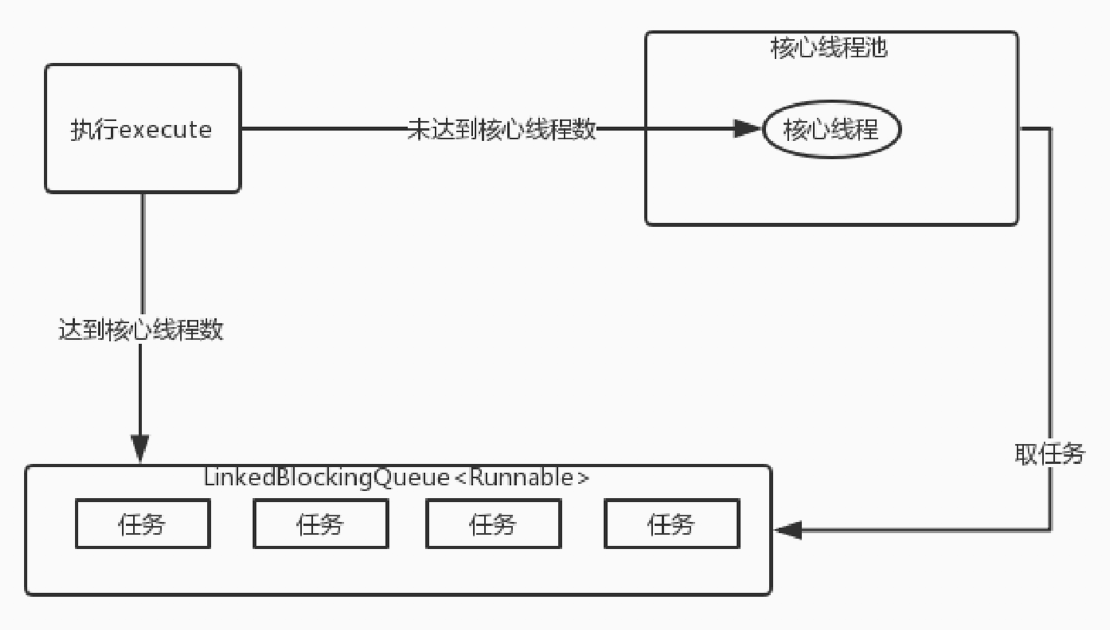 核心线程池
执行execute
未达到核心线程数
核心线程
达到核心线程数
取任务
LinkedBlockingQueue<Runnable>
任务
任务
任务
任务